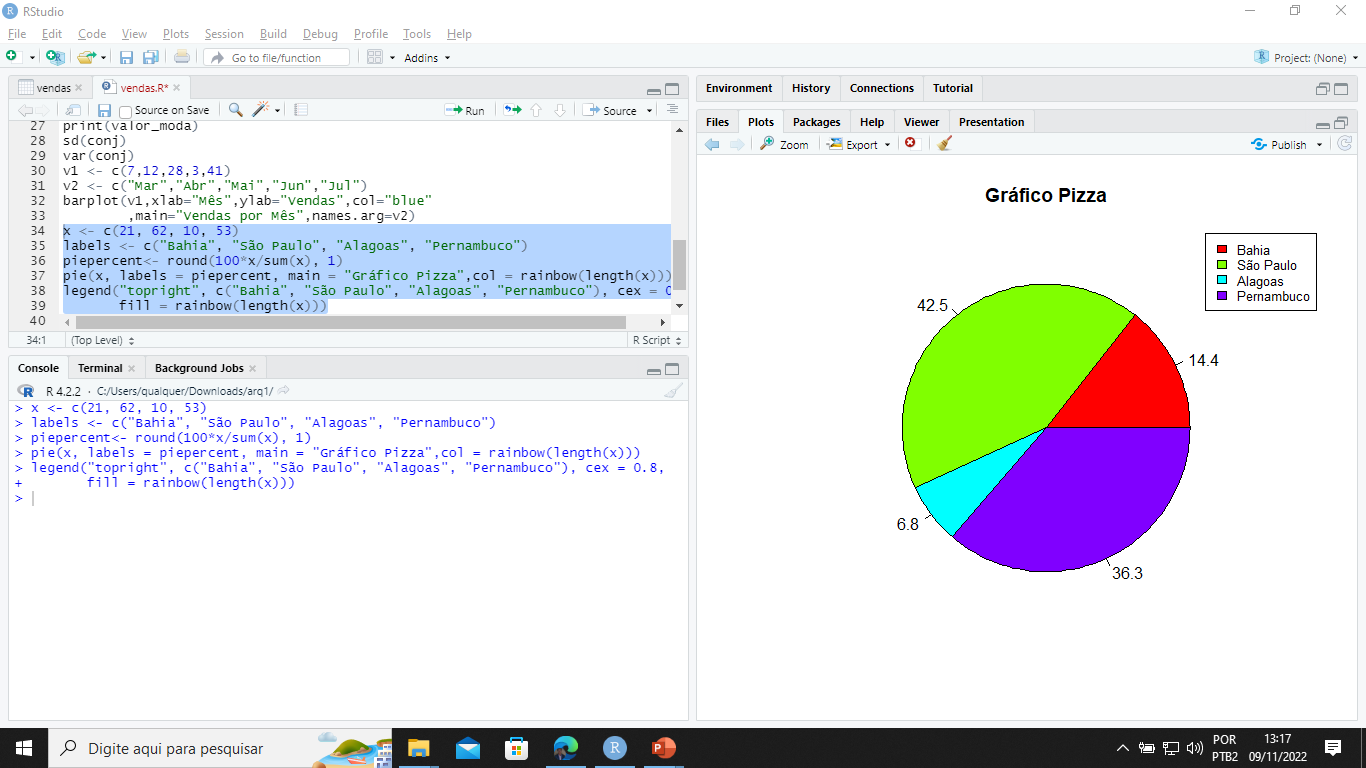 RStudio
File Edit Code View Plots Session Build Debug Profile Tools Help
Go to file/function Addins Project: (None)
vendas vendas.R*
Source on Save Run Source
27 print(valor_moda)
28 sd(conj)
29 var(conj)
30 v1 <- c(7,12,28,3,41)
31 v2 <- c("Mar","Abr","Mai","Jun","Jul")
32 barplot(v1,xlab="Mês",ylab="Vendas",col="blue"
33 ,main="Vendas por Mês",names.arg=v2)
34 x <- c(21, 62, 10, 53)
35 labels <- c("Bahia", "São Paulo", "Alagoas", "Pernambuco")
36 piepercent<- round(100*x/sum(x), 1)
37 pie(x, labels = piepercent, main = "Gráfico Pizza",col = rainbow(length(x)))
38 legend("topright", c("Bahia", "São Paulo", "Alagoas", "Pernambuco"), cex = 0
39 fill = rainbow(length(x)))
40
34:1 (Top Level) R Script
Console Terminal Background Jobs
R 4.2.2 · C:/Users/qualquer/Downloads/arq1/
> x <- c(21, 62, 10, 53)
> labels <- c("Bahia", "São Paulo", "Alagoas", "Pernambuco")
> piepercent<- round(100*x/sum(x), 1)
> pie(x, labels = piepercent, main = "Gráfico Pizza",col = rainbow(length(x)))
> legend("topright", c("Bahia", "São Paulo", "Alagoas", "Pernambuco"), cex = 0.8,
+ fill = rainbow(length(x)))
>
Environment History Connections Tutorial
Files Plots Packages Help Viewer Presentation
Zoom Export Publish
Gráfico Pizza
Bahia
São Paulo
Alagoas
Pernambuco
42.5
14.4
6.8
36.3
Digite aqui para pesquisar
POR
PTB2
13:17
09/11/2022